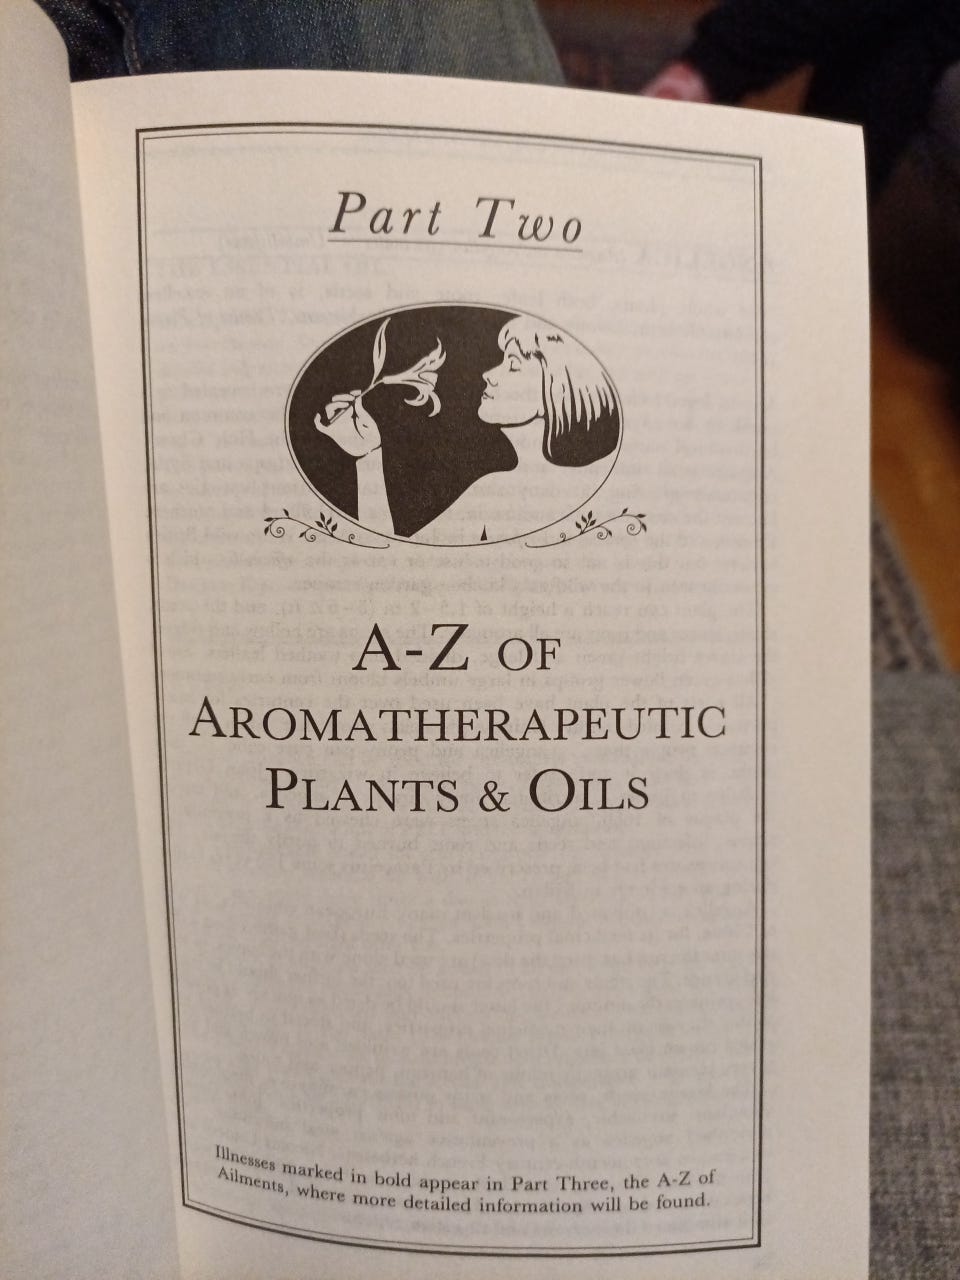 Part Two
A-Z OF
AROMATHERAPEUTIC
PLANTS & OILS
Illnesses marked in bold appear in Part Three, the A-Z of
Ailments, where more detailed information will be found.